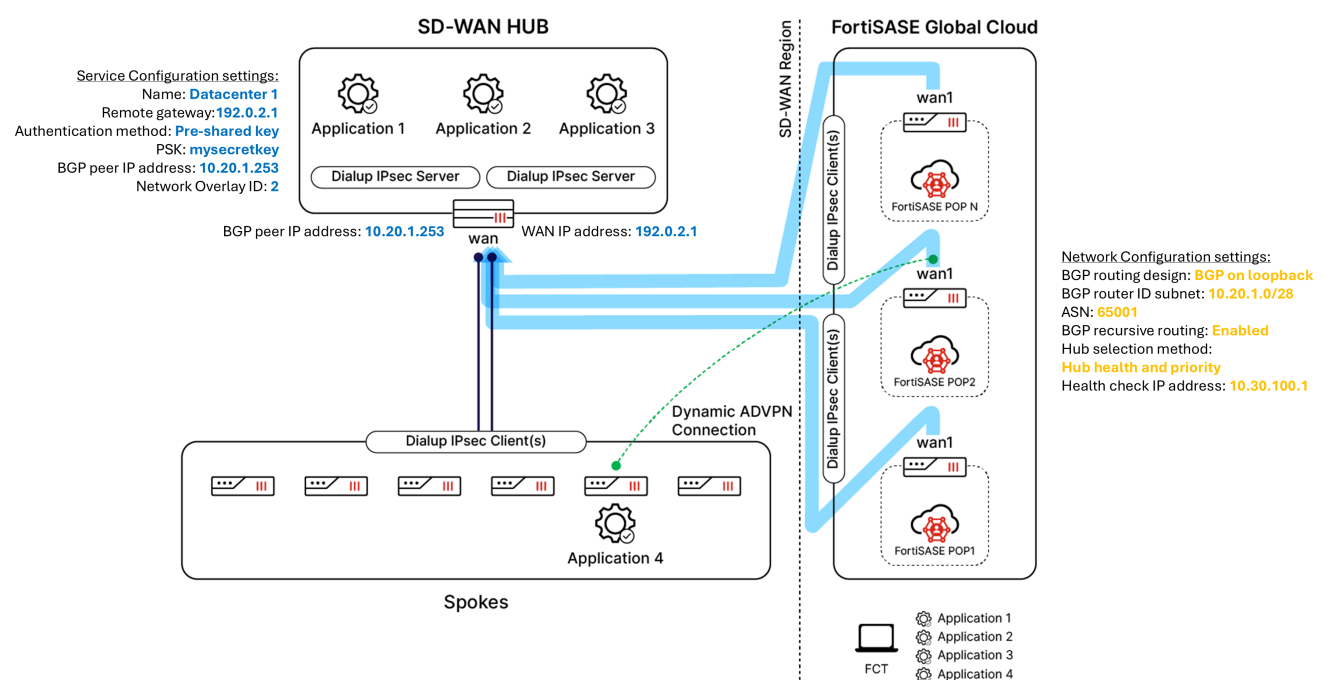 SD-WAN HUB
FortiSASE Global Cloud
Service Configuration settings:
Name: Datacenter 1
Remote gateway:192.0.2.1
Authentication method: Pre-shared key
PSK: mysecretkey
BGP peer IP address: 10.20.1.253
Network Overlay ID: 2
Application 1
Application 2
Application 3
Dialup IPsec Server
Dialup IPsec Server
BGP peer IP address: 10.20.1.253
wan
WAN IP address: 192.0.2.1
SD-WAN Region
Dialup IPsec Client(s)
Dialup IPsec Client(s)
wan1
FortiSASE POP N
wan1
FortiSASE POP2
wan1
FortiSASE POP1
Network Configuration settings:
BGP routing design: BGP on loopback
BGP router ID subnet: 10.20.1.0/28
ASN: 65001
BGP recursive routing: Enabled
Hub selection method:
Hub health and priority
Health check IP address: 10.30.100.1
Dynamic ADVPN
Connection
Dialup IPsec Client(s)
Application 4
Spokes
FCT
Application 1
Application 2
Application 3
Application 4